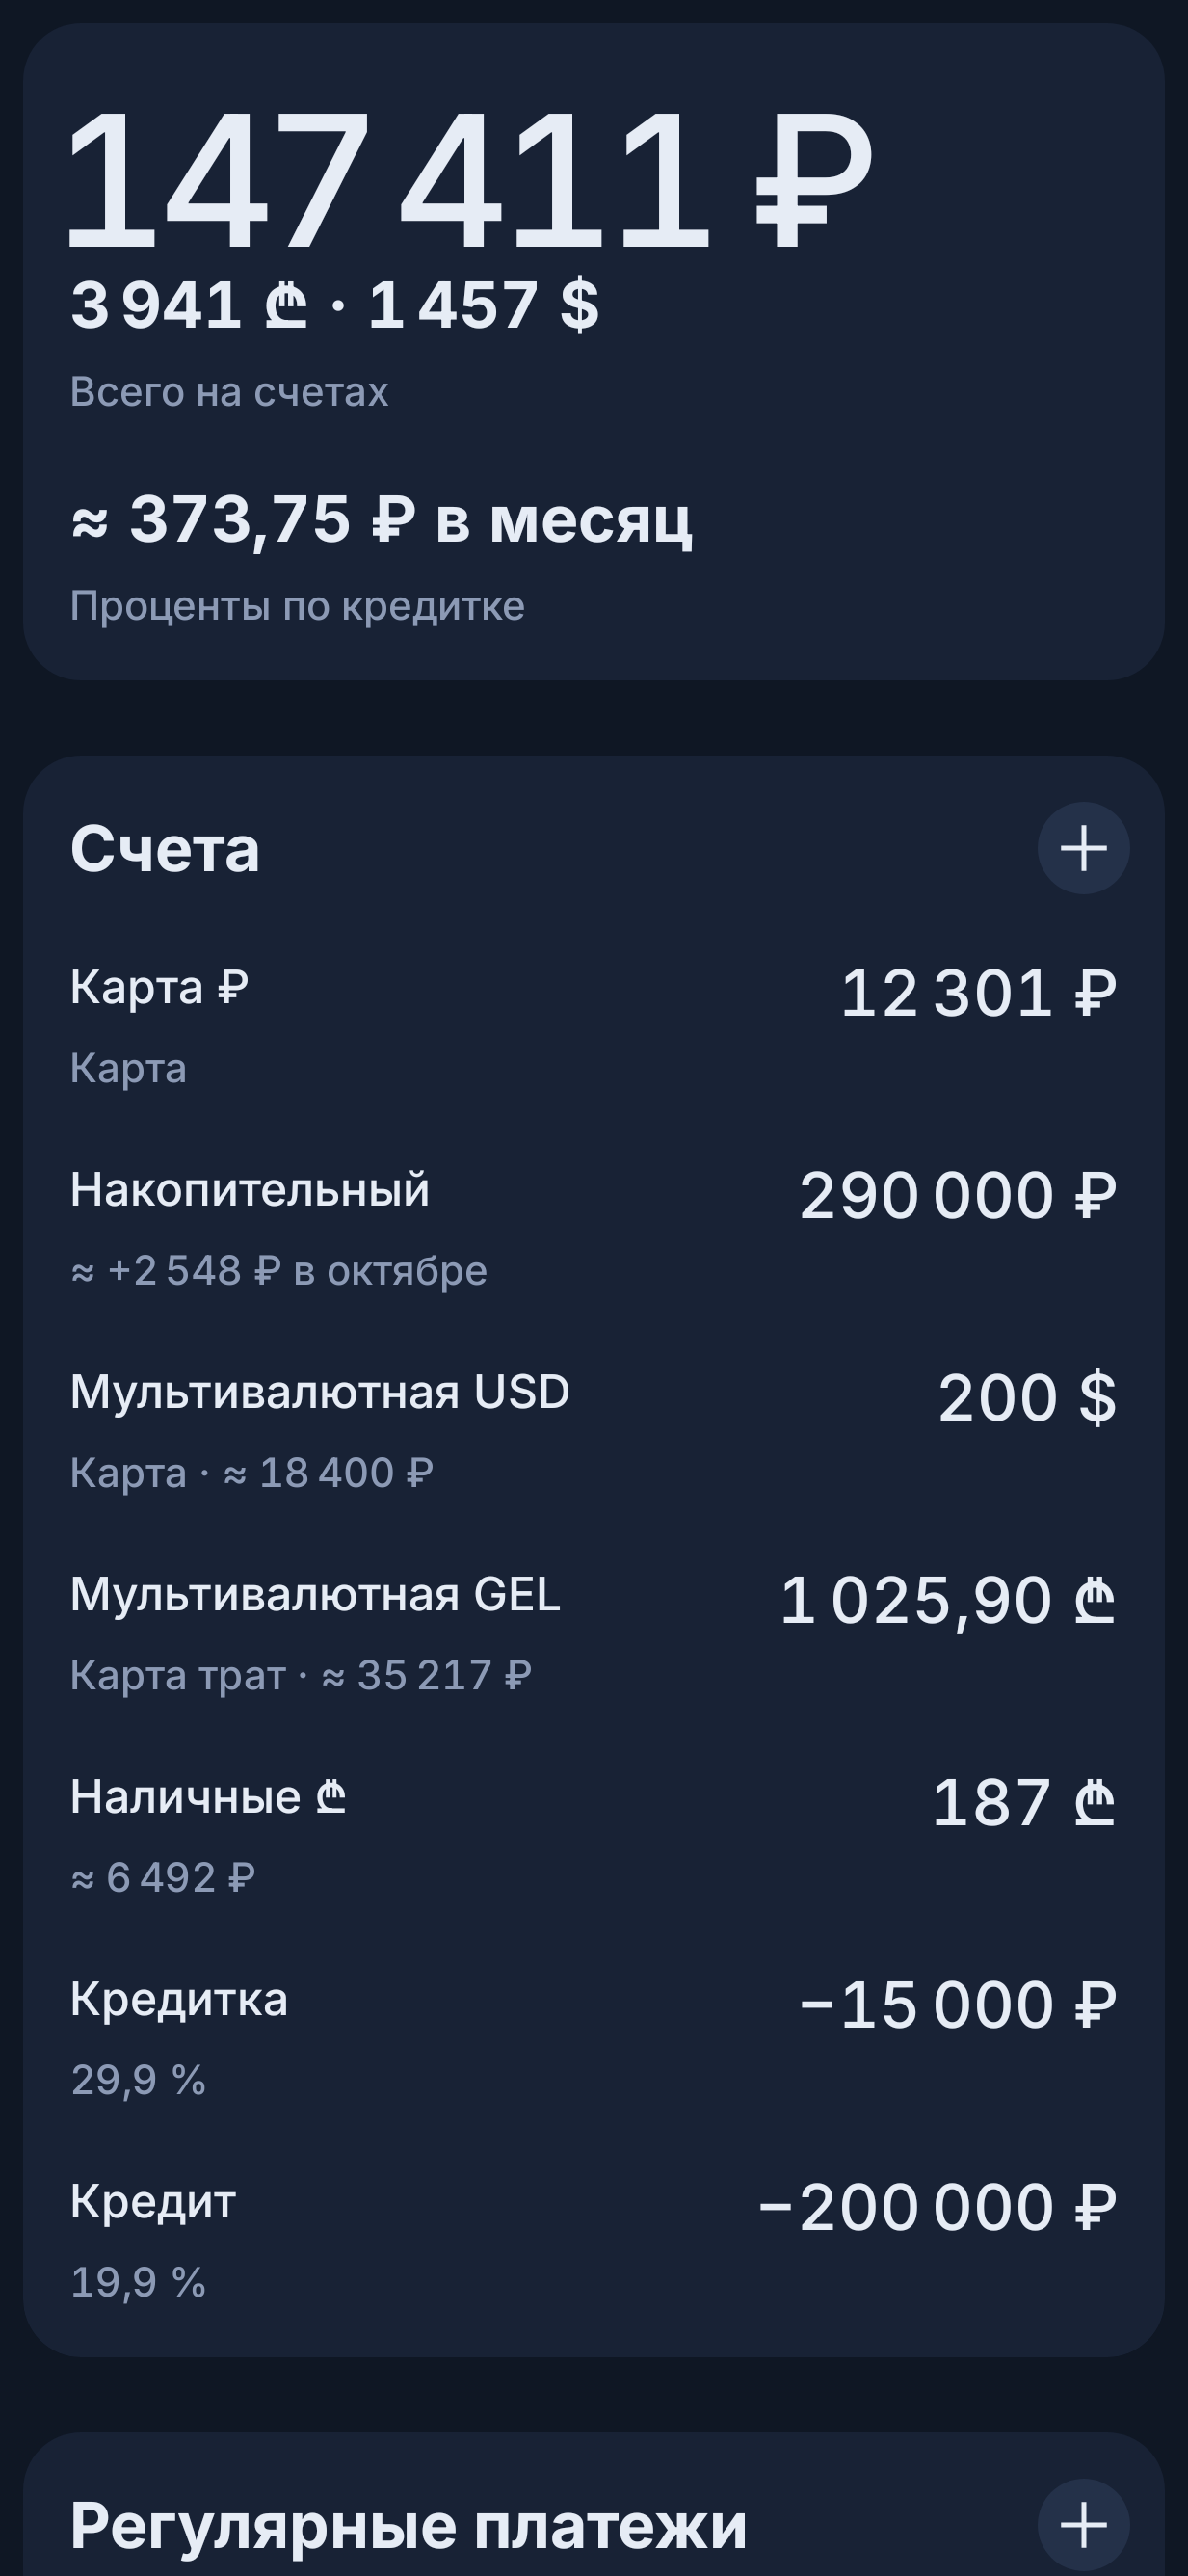 147 411 ₽
3 941 ₾ · 1 457 $
Всего на счетах
≈ 373,75 ₽ в месяц
Проценты по кредитке
Счета
Карта ₽
12 301 ₽
Карта
Накопительный
290 000 ₽
≈ +2 548 ₽ в октябре
Мультивалютная USD
200 $
Карта · ≈ 18 400 ₽
Мультивалютная GEL
1 025,90 ₾
Карта трат · ≈ 35 217 ₽
Наличные ₾
187 ₾
≈ 6 492 ₽
Кредитка
−15 000 ₽
29,9 %
Кредит
−200 000 ₽
19,9 %
Регулярные платежи